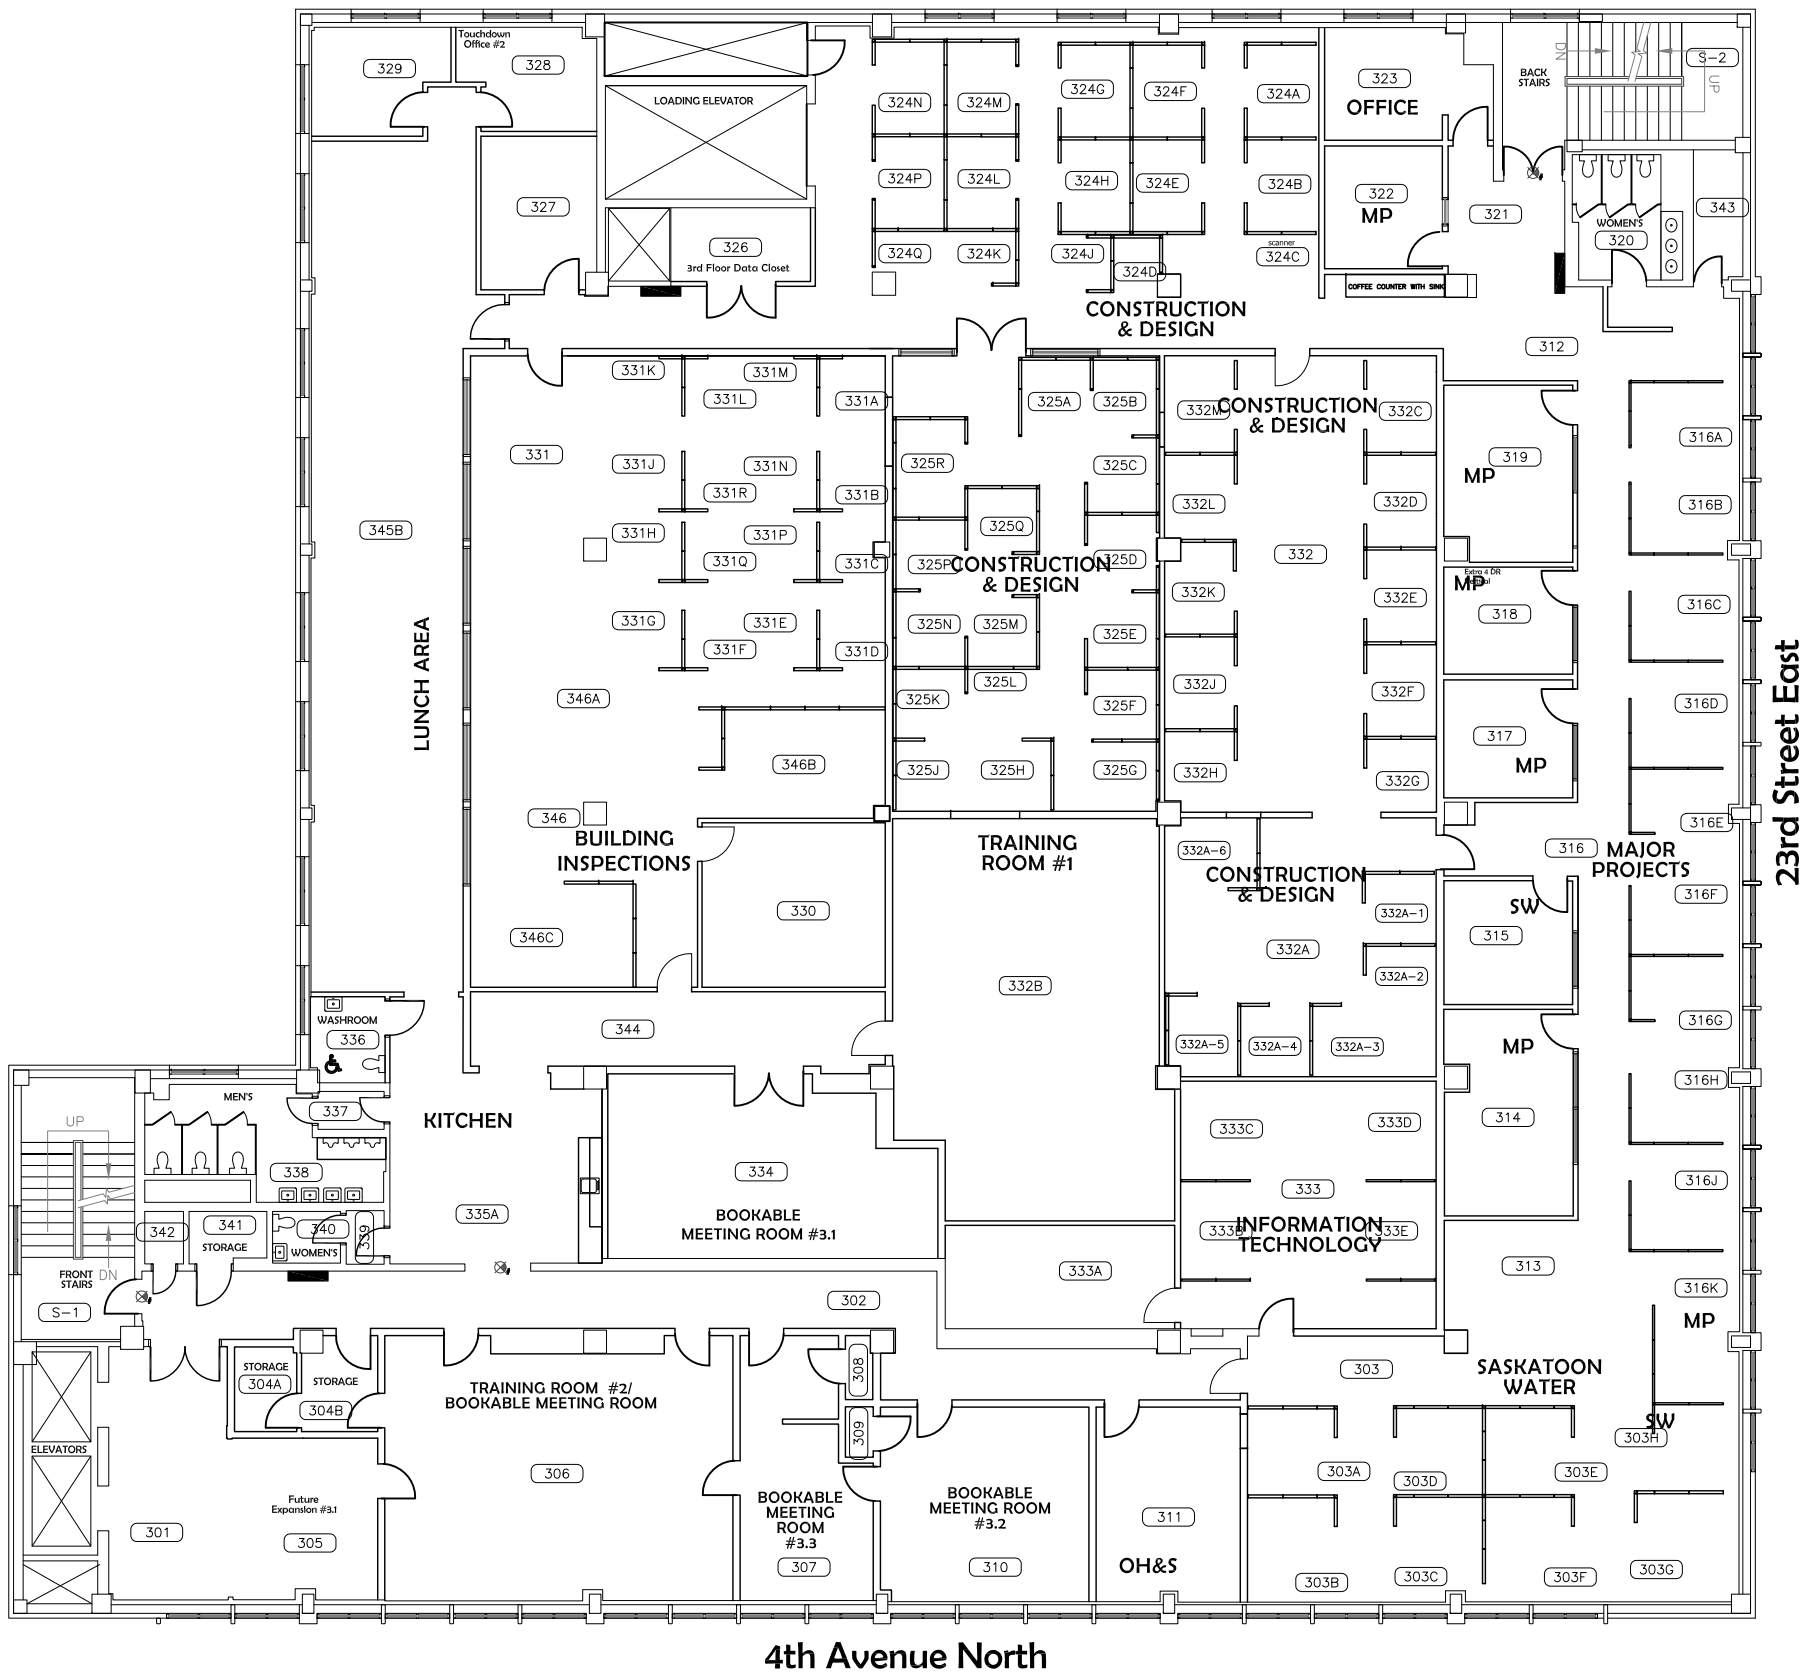 Touchdown
Office #2
329
328
LOADING ELEVATOR
327
326
3rd Floor Data Closet
324N
324M
324G
324F
324A
324P
324L
324H
324E
324B
324Q
324K
324J
324D
scanner
324C
CONSTRUCTION
& DESIGN
323
OFFICE
322
MP
COFFEE COUNTER WITH SINK
BACK
STAIRS
DN
UP
S-2
321
WOMEN'S
320
343
312
345B
LUNCH AREA
331K
331M
331L
331A
331
331J
331N
331R
331B
331H
331P
331Q
331C
331G
331E
331F
331D
346A
346B
346
BUILDING
INSPECTIONS
346C
330
325A
325B
325R
325C
325Q
325P
325D
CONSTRUCTION
& DESIGN
325N
325M
325E
325L
325K
325F
325J
325H
325G
332M
CONSTRUCTION
& DESIGN
332C
332L
332D
332
332K
332E
332J
332F
332H
332G
319
MP
Extra 4 DR
MP
318
317
MP
316A
316B
316C
316D
316E
316
MAJOR
PROJECTS
316F
316G
316H
316J
316K
MP
23rd Street East
TRAINING
ROOM #1
332B
332A-6
CONSTRUCTION
& DESIGN
332A-1
332A
332A-2
332A-5
332A-4
332A-3
SW
315
MP
314
313
WASHROOM
336
344
MEN'S
337
KITCHEN
338
335A
334
BOOKABLE
MEETING ROOM #3.1
UP
DN
342
341
STORAGE
340
WOMEN'S
339
FRONT
STAIRS
S-1
302
333C
333D
333
333B
INFORMATION
TECHNOLOGY
333E
333A
303
SASKATOON
WATER
SW
303H
303A
303D
303E
303B
303C
303F
303G
STORAGE
304A
STORAGE
304B
TRAINING ROOM #2/
BOOKABLE MEETING ROOM
306
308
309
BOOKABLE
MEETING
ROOM
#3.3
307
BOOKABLE
MEETING ROOM
#3.2
310
311
OH&S
ELEVATORS
301
Future
Expansion #3.1
305
4th Avenue North